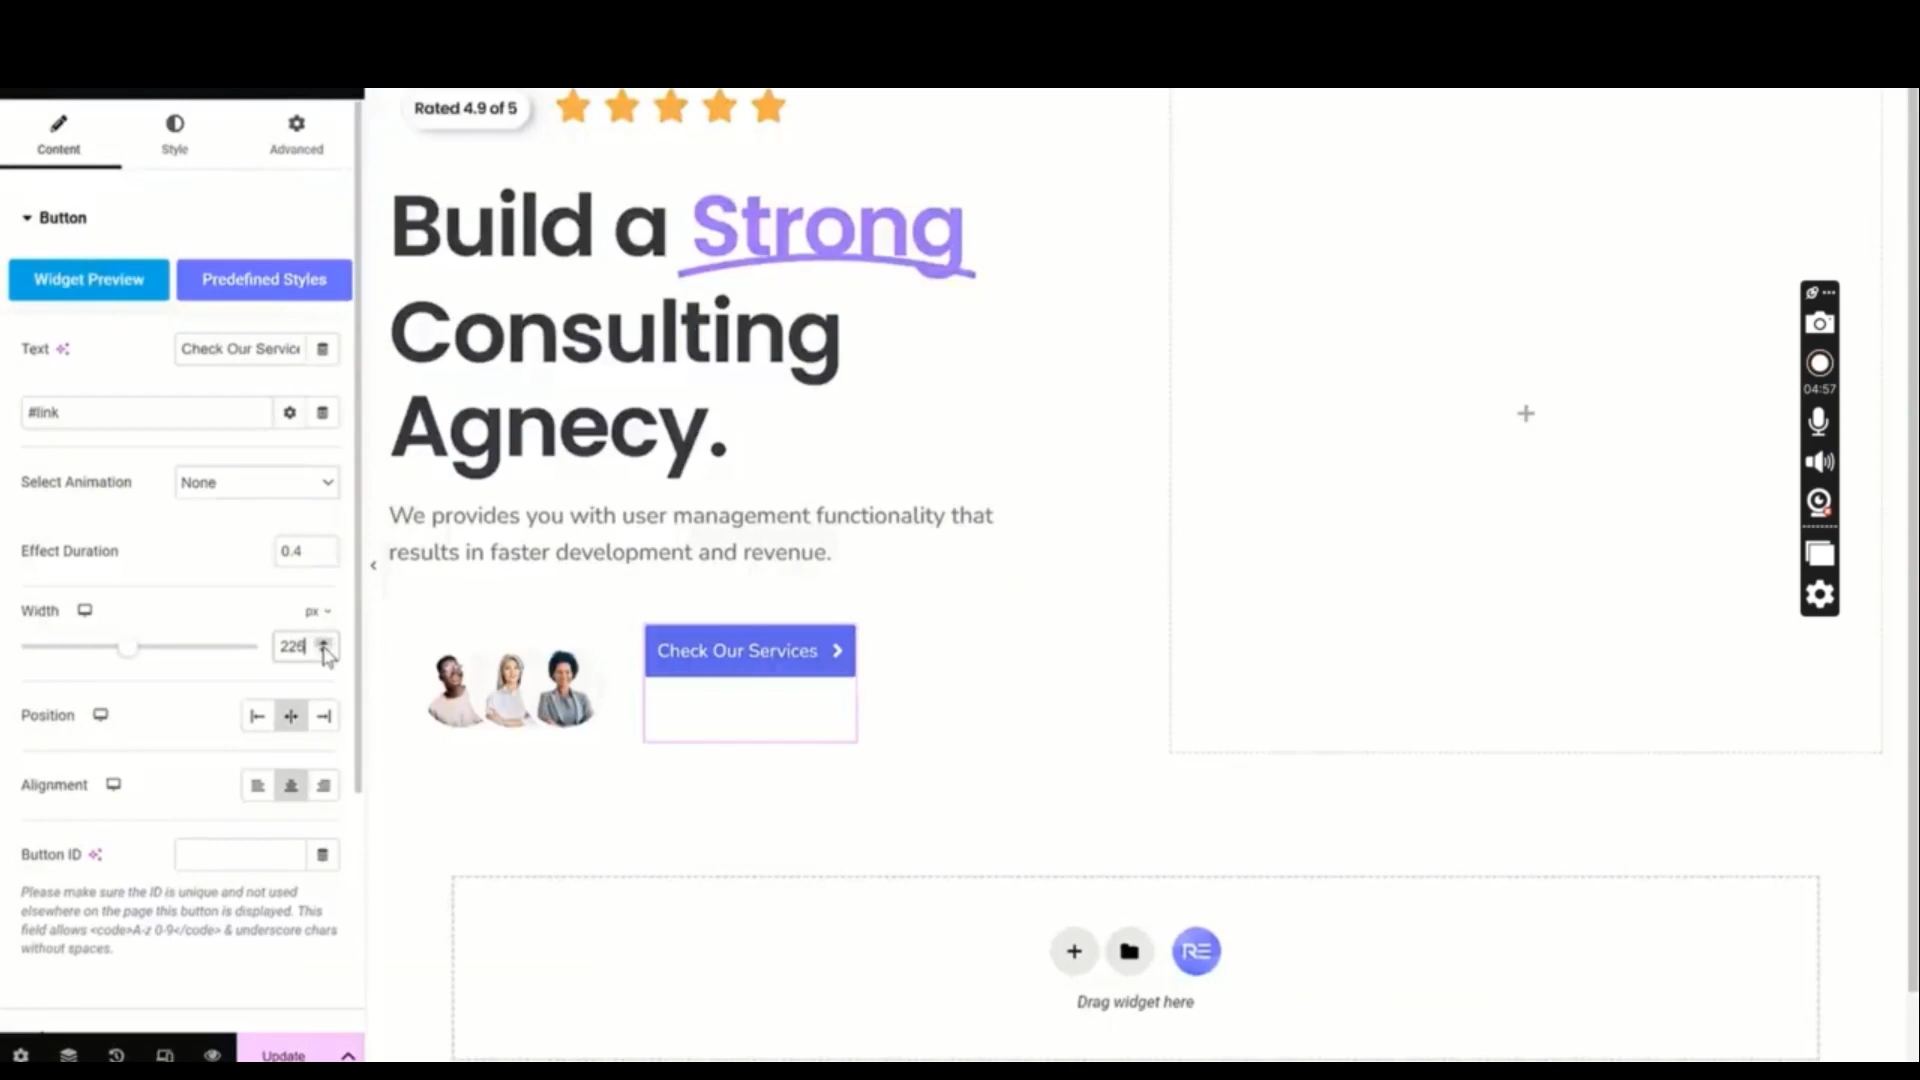 Content
Style
Advanced
Button
Widget Preview
Predefined Styles
Text
Check Our Servic
#link
Select Animation
None
Effect Duration
0.4
Width
px
226
Position
Alignment
Button ID
Please make sure the ID is unique and not used
elsewhere on the page this button is displayed. This
field allows <code>A-z 0-9</code> & underscore chars
without spaces.
Update
Rated 4.9 of 5
Build a Strong
Consulting
Agnecy.
We provides you with user management functionality that
results in faster development and revenue.
Check Our Services
Drag widget here
RE
04:57